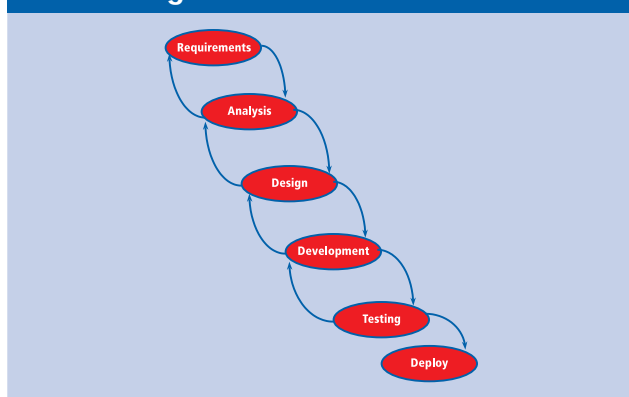 Requirements
Analysis
Design
Development
Testing
Deploy